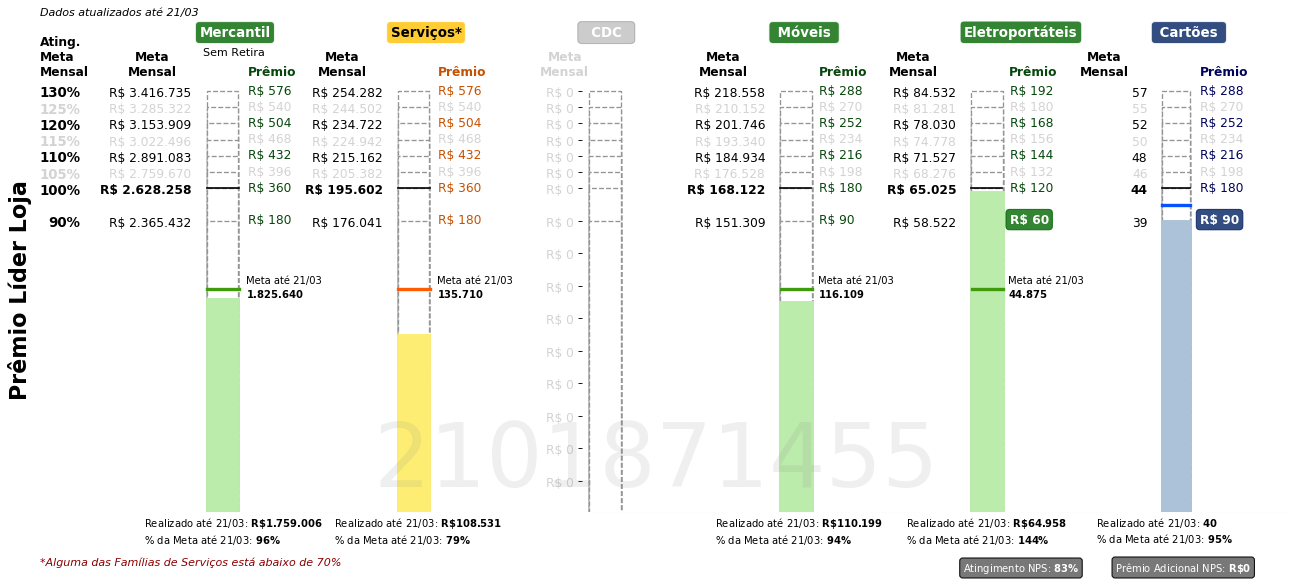 Dados atualizados até 21/03
Mercantil Serviços* CDC Móveis Eletroportáteis Cartões
Ating. Meta Mensal
Sem Retira
Meta Mensal Prêmio Meta Mensal Prêmio Meta Mensal Meta Mensal Prêmio Meta Mensal Prêmio Meta Mensal Prêmio
130% R$ 3.416.735 R$ 576 R$ 254.282 R$ 576 R$ 0 R$ 218.558 R$ 288 R$ 84.532 R$ 192 57 R$ 288
125% R$ 3.285.322 R$ 540 R$ 244.502 R$ 540 R$ 0 R$ 210.152 R$ 270 R$ 81.281 R$ 180 55 R$ 270
120% R$ 3.153.909 R$ 504 R$ 234.722 R$ 504 R$ 0 R$ 201.746 R$ 252 R$ 78.030 R$ 168 52 R$ 252
115% R$ 3.022.496 R$ 468 R$ 224.942 R$ 468 R$ 0 R$ 193.340 R$ 234 R$ 74.778 R$ 156 50 R$ 234
110% R$ 2.891.083 R$ 432 R$ 215.162 R$ 432 R$ 0 R$ 184.934 R$ 216 R$ 71.527 R$ 144 48 R$ 216
105% R$ 2.759.670 R$ 396 R$ 205.382 R$ 396 R$ 0 R$ 176.528 R$ 198 R$ 68.276 R$ 132 46 R$ 198
100% R$ 2.628.258 R$ 360 R$ 195.602 R$ 360 R$ 0 R$ 168.122 R$ 180 R$ 65.025 R$ 120 44 R$ 180
90% R$ 2.365.432 R$ 180 R$ 176.041 R$ 180 R$ 0 R$ 151.309 R$ 90 R$ 58.522 R$ 60 39 R$ 90
R$ 0
Meta até 21/03 Meta até 21/03 Meta até 21/03 Meta até 21/03
R$ 0
1.825.640 135.710 116.109 44.875
R$ 0
R$ 0
R$ 0
R$ 0
R$ 0
R$ 0
Prêmio Líder Loja
2101871455
Realizado até 21/03: R$1.759.006 Realizado até 21/03: R$108.531 Realizado até 21/03: R$110.199 Realizado até 21/03: R$64.958 Realizado até 21/03: 40
% da Meta até 21/03: 96% % da Meta até 21/03: 79% % da Meta até 21/03: 94% % da Meta até 21/03: 144% % da Meta até 21/03: 95%
*Alguma das Famílias de Serviços está abaixo de 70%
Atingimento NPS: 83% Prêmio Adicional NPS: R$0